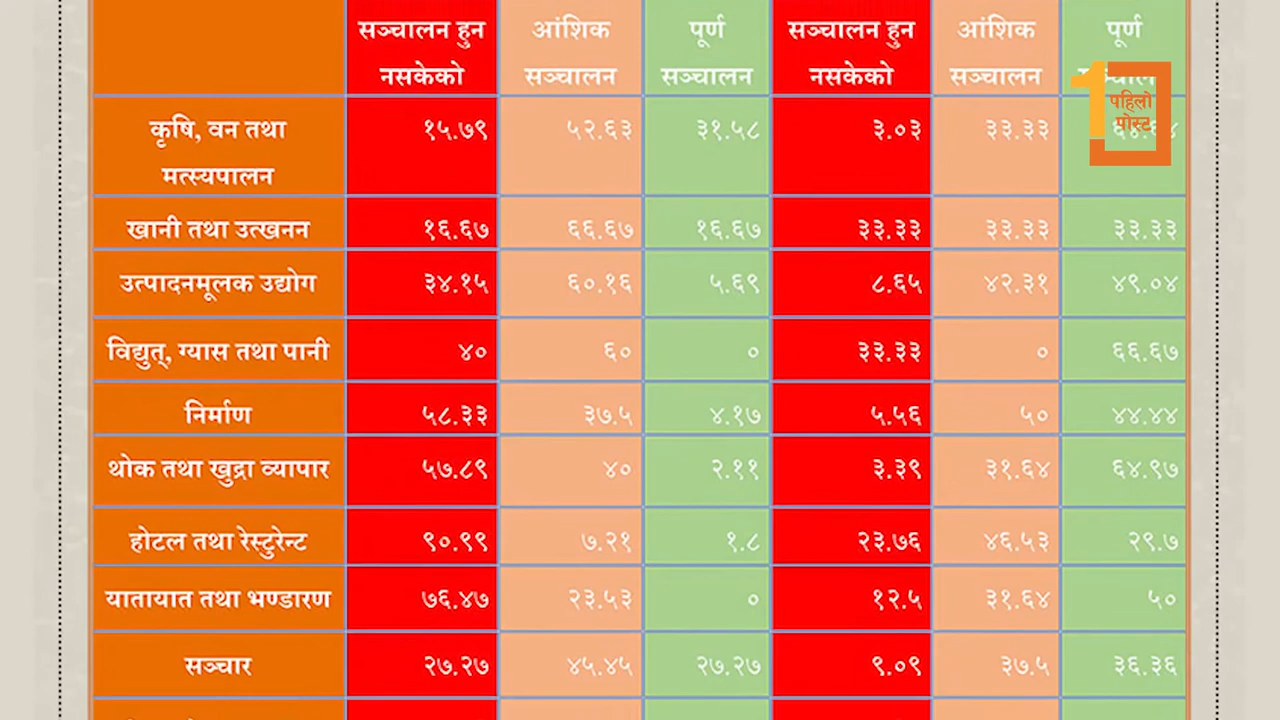 सञ्चालन हुन नसकेको आंशिक सञ्चालन पूर्ण सञ्चालन सञ्चालन हुन नसकेको आंशिक सञ्चालन पूर्ण
पहिलो
पोस्ट
कृषि, वन तथा मत्स्यपालन १५.७९ ५२.६३ ३१.५८ ३.०३ ३३.३३
खानी तथा उत्खनन १६.६७ ६६.६७ १६.६७ ३३.३३ ३३.३३ ३३.३३
उत्पादनमूलक उद्योग ३४.१५ ६०.१६ ५.६९ ८.६५ ४२.३१ ४९.०४
विद्युत्, ग्यास तथा पानी ४० ६० ० ३३.३३ ० ६६.६७
निर्माण ५८.३३ ३७.५ ४.१७ ५.५६ ५० ४४.४४
थोक तथा खुद्रा व्यापार ५७.८९ ४० २.११ ३.३९ ३१.६४ ६४.९७
होटल तथा रेस्टुरेन्ट ९०.९९ ७.२१ १.८ २३.७६ ४६.५३ २९.७
यातायात तथा भण्डारण ७६.४७ २३.५३ ० १२.५ ३१.६४ ५०
सञ्चार २७.२७ ४५.४५ २७.२७ ९.०९ ३७.५ ३६.३६